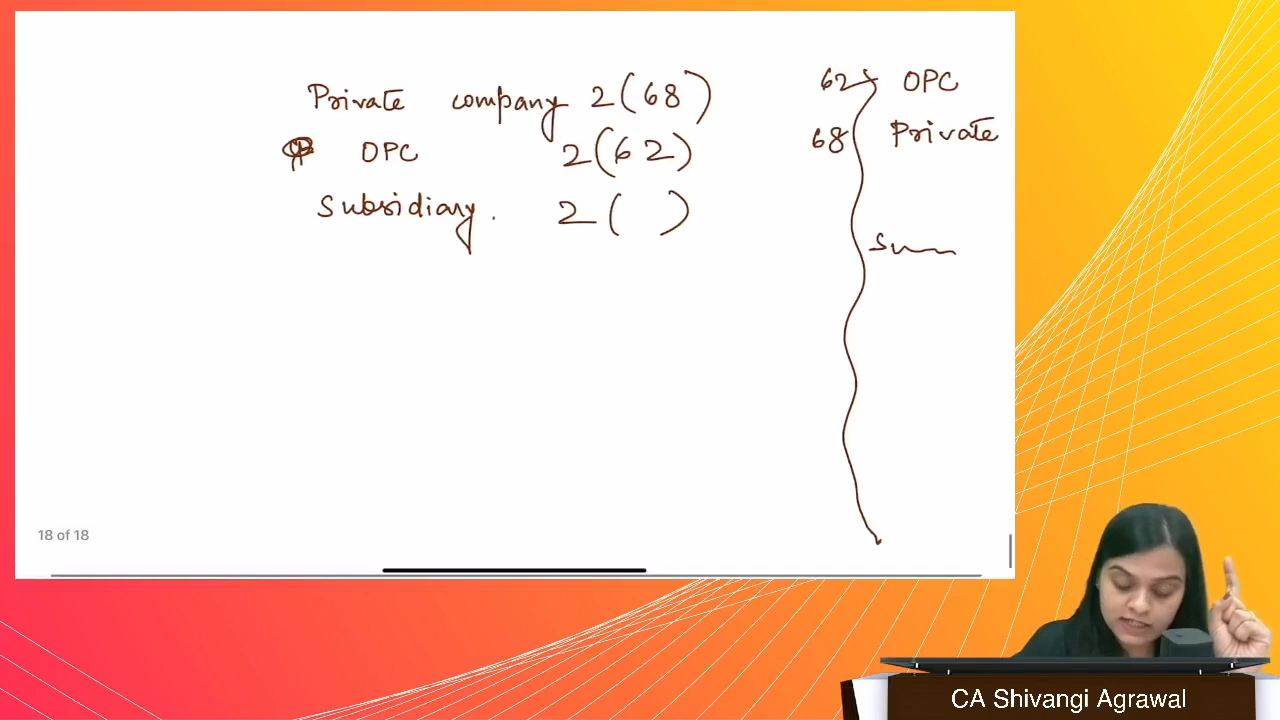 Private company 2(68)
OPC 2(62)
Subsidiary. 2( )
62 OPC
68 Private
18 of 18
CA Shivangi Agrawal